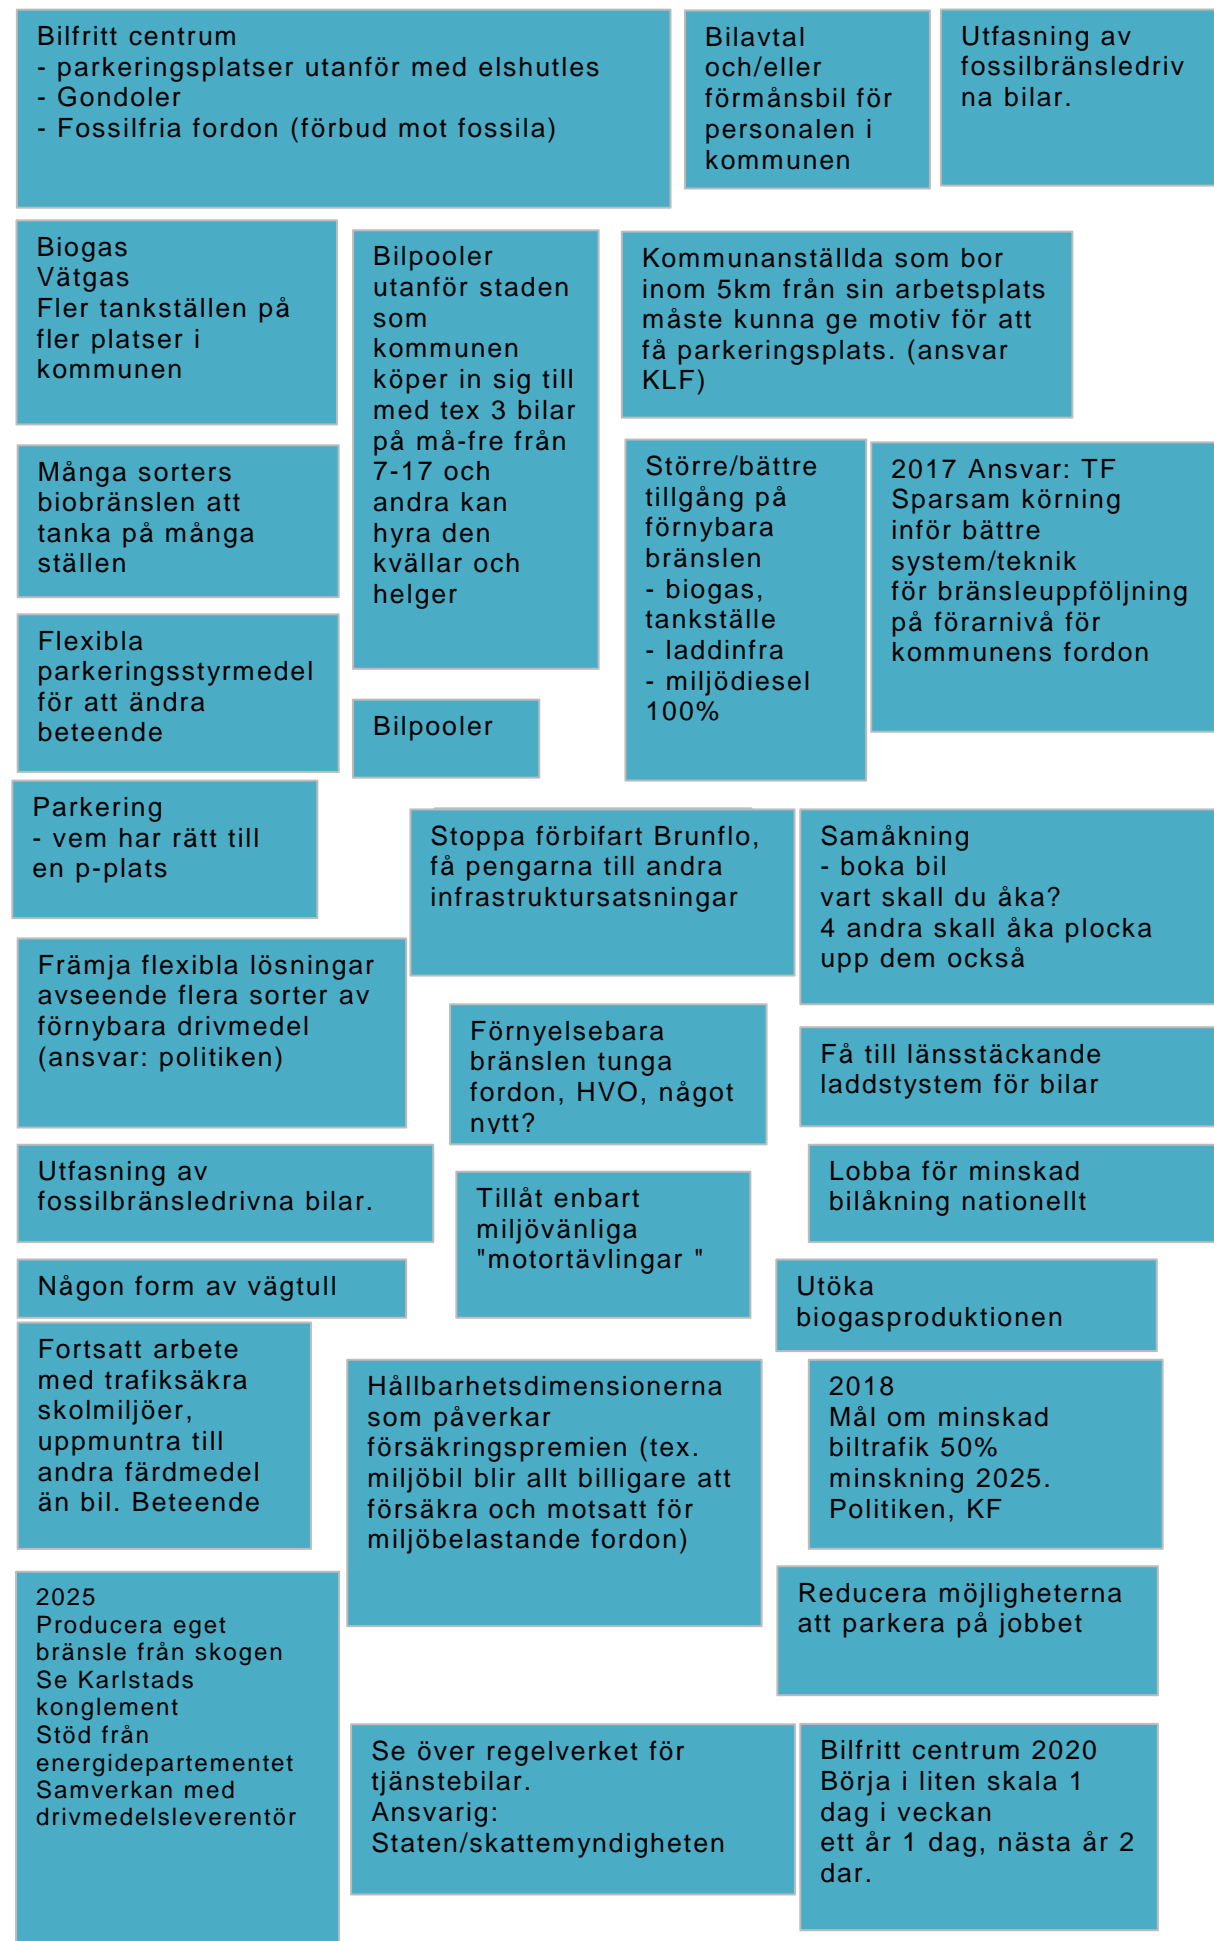 Bilfritt centrum
- parkeringsplatser utanför med elshutles
- Gondoler
- Fossilfria fordon (förbud mot fossila)
Bilavtal
och/eller
förmånsbil för
personalen i
kommunen
Utfasning av
fossilbränsledriv
na bilar.
Biogas
Vätgas
Fler tankställen på
fler platser i
kommunen
Bilpooler
utanför staden
som
kommunen
köper in sig till
med tex 3 bilar
på må-fre från
7-17 och
andra kan
hyra den
kvällar och
helger
Kommunanställda som bor
inom 5km från sin arbetsplats
måste kunna ge motiv för att
få parkeringsplats. (ansvar
KLF)
Många sorters
biobränslen att
tanka på många
ställen
Större/bättre
tillgång på
förnybara
bränslen
- biogas,
tankställe
- laddinfra
- miljödiesel
100%
2017 Ansvar: TF
Sparsam körning
inför bättre
system/teknik
för bränsleuppföljning
på förarnivå för
kommunens fordon
Flexibla
parkeringsstyrmedel
för att ändra
beteende
Bilpooler
Parkering
- vem har rätt till
en p-plats
Stoppa förbifart Brunflo,
få pengarna till andra
infrastruktursatsningar
Samåkning
- boka bil
vart skall du åka?
4 andra skall åka plocka
upp dem också
Främja flexibla lösningar
avseende flera sorter av
förnybara drivmedel
(ansvar: politiken)
Förnyelsebara
bränslen tunga
fordon, HVO, något
nytt?
Få till länsstäckande
laddstystem för bilar
Utfasning av
fossilbränsledrivna bilar.
Tillåt enbart
miljövänliga
"motortävlingar "
Lobba för minskad
bilåkning nationellt
Någon form av vägtull
Utöka
biogasproduktionen
Fortsatt arbete
med trafiksäkra
skolmiljöer,
uppmuntra till
andra färdmedel
än bil. Beteende
Hållbarhetsdimensionerna
som påverkar
försäkringspremien (tex.
miljöbil blir allt billigare att
försäkra och motsatt för
miljöbelastande fordon)
2018
Mål om minskad
biltrafik 50%
minskning 2025.
Politiken, KF
2025
Producera eget
bränsle från skogen
Se Karlstads
konglement
Stöd från
energidepartementet
Samverkan med
drivmedelsleverentör
Reducera möjligheterna
att parkera på jobbet
Se över regelverket för
tjänstebilar.
Ansvarig:
Staten/skattemyndigheten
Bilfritt centrum 2020
Börja i liten skala 1
dag i veckan
ett år 1 dag, nästa år 2
dar.